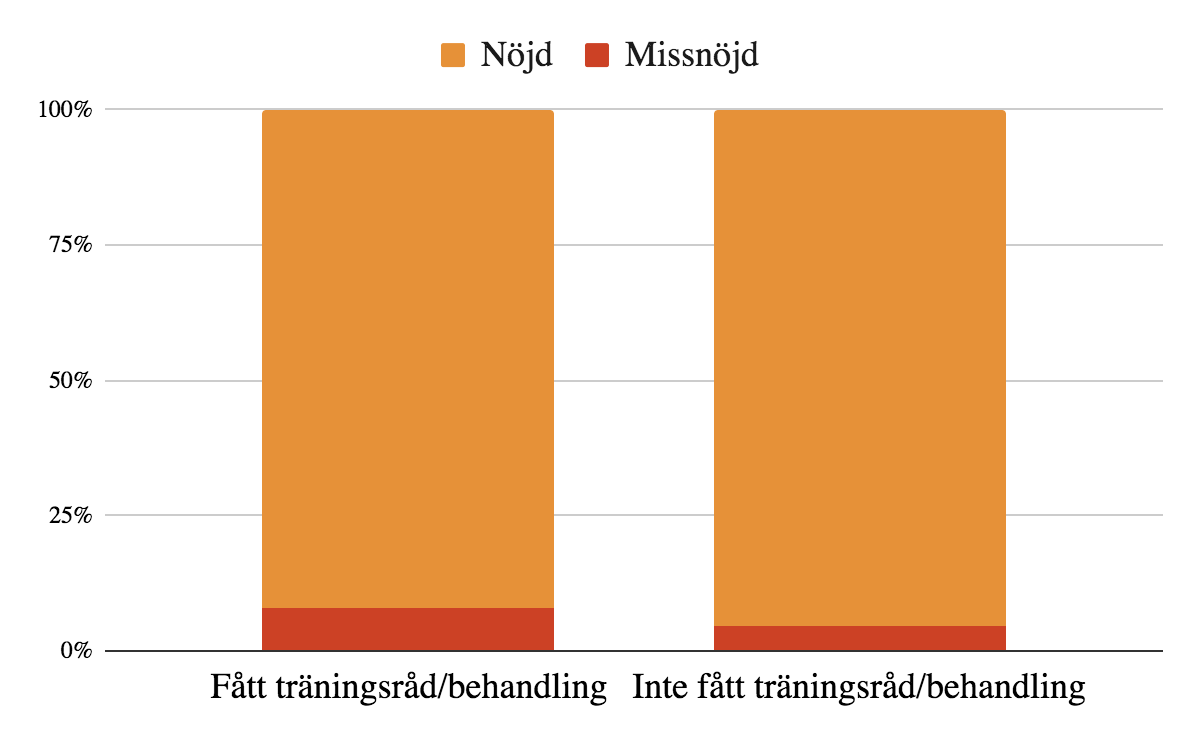 Nöjd Missnöjd
100%
75%
50%
25%
0%
Fått träningsråd/behandling Inte fått träningsråd/behandling